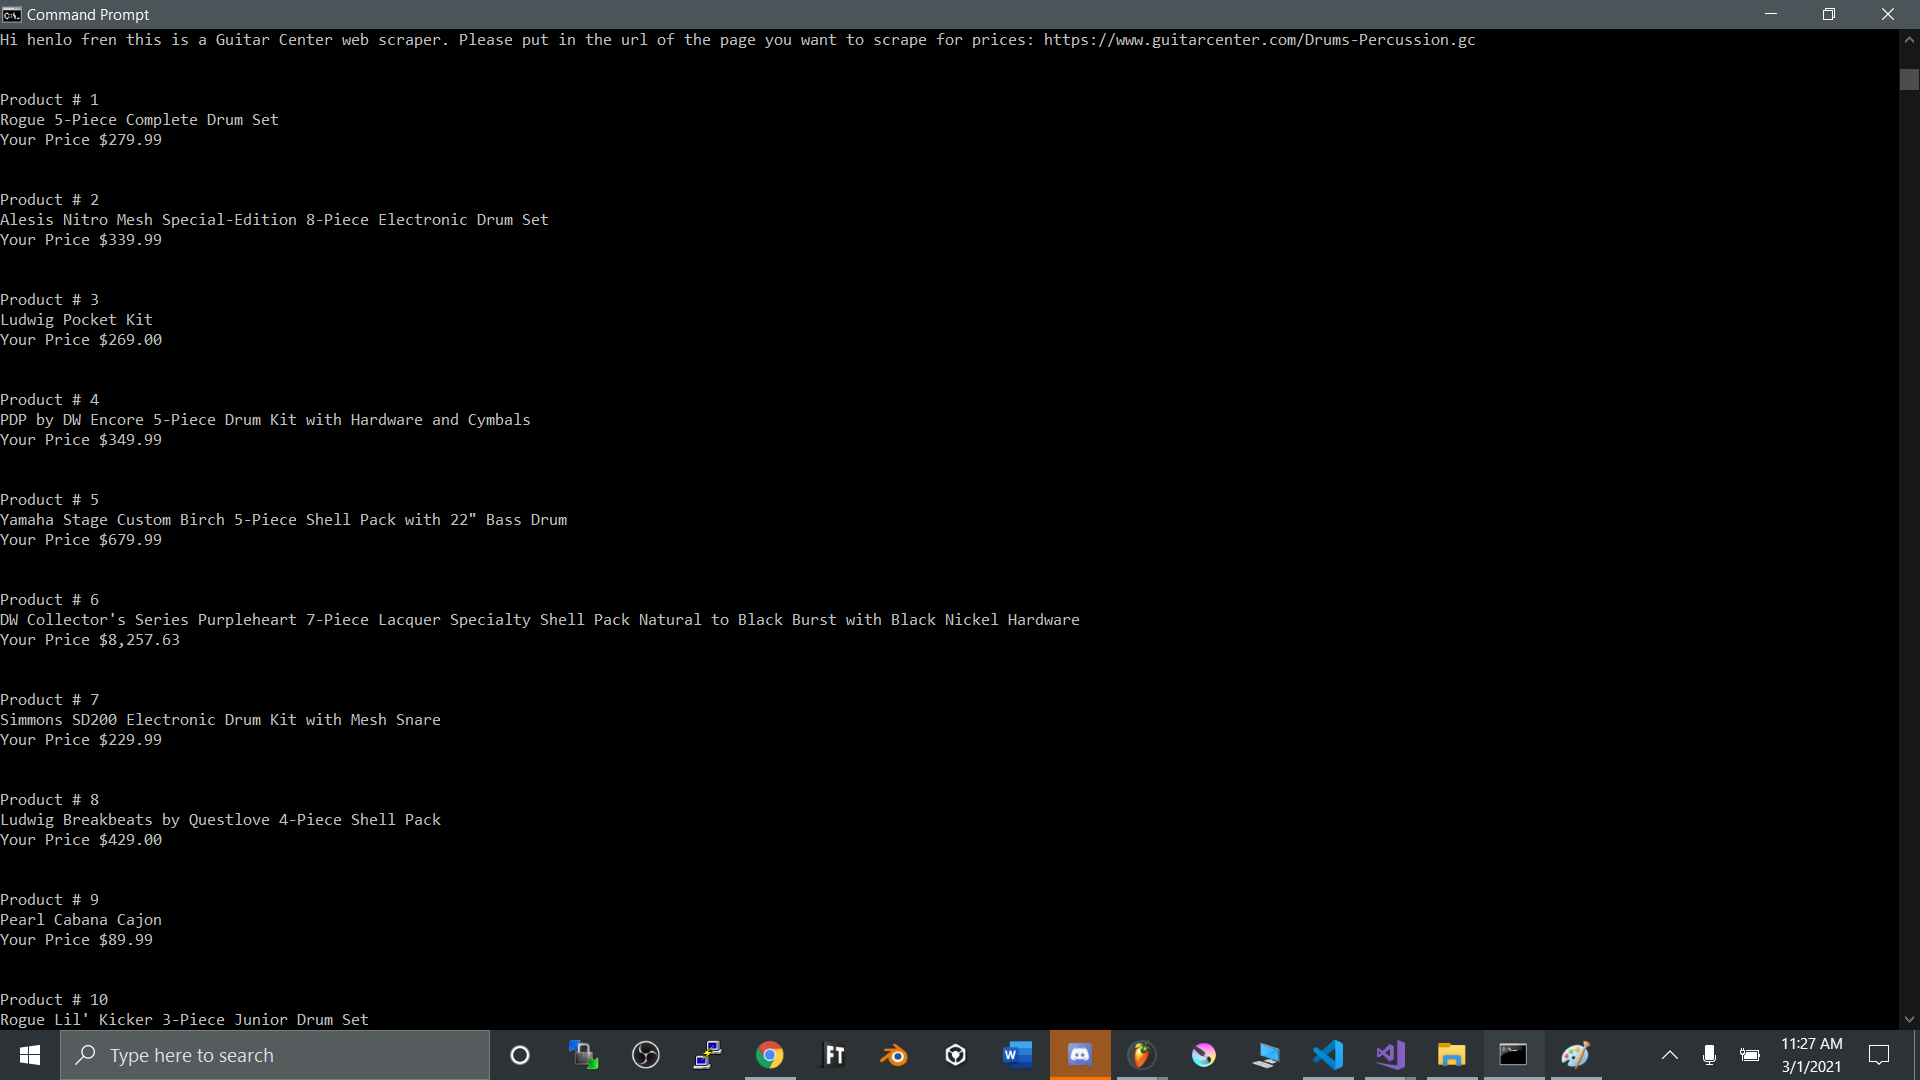 Command Prompt
Hi henlo fren this is a Guitar Center web scraper. Please put in the url of the page you want to scrape for prices: https://www.guitarcenter.com/Drums-Percussion.gc
Product # 1
Rogue 5-Piece Complete Drum Set
Your Price $279.99
Product # 2
Alesis Nitro Mesh Special-Edition 8-Piece Electronic Drum Set
Your Price $339.99
Product # 3
Ludwig Pocket Kit
Your Price $269.00
Product # 4
PDP by DW Encore 5-Piece Drum Kit with Hardware and Cymbals
Your Price $349.99
Product # 5
Yamaha Stage Custom Birch 5-Piece Shell Pack with 22" Bass Drum
Your Price $679.99
Product # 6
DW Collector's Series Purpleheart 7-Piece Lacquer Specialty Shell Pack Natural to Black Burst with Black Nickel Hardware
Your Price $8,257.63
Product # 7
Simmons SD200 Electronic Drum Kit with Mesh Snare
Your Price $229.99
Product # 8
Ludwig Breakbeats by Questlove 4-Piece Shell Pack
Your Price $429.00
Product # 9
Pearl Cabana Cajon
Your Price $89.99
Product # 10
Rogue Lil' Kicker 3-Piece Junior Drum Set
Type here to search
FT
W
11:27 AM
3/1/2021